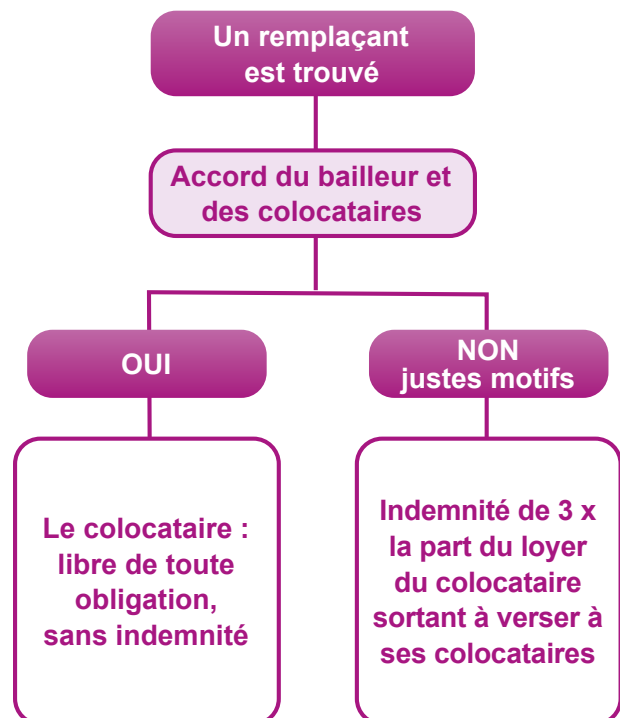 Un remplaçant
est trouvé
Accord du bailleur et
des colocataires
OUI
NON
justes motifs
Le colocataire :
libre de toute
obligation,
sans indemnité
Indemnité de 3 x
la part du loyer
du colocataire
sortant à verser à
ses colocataires